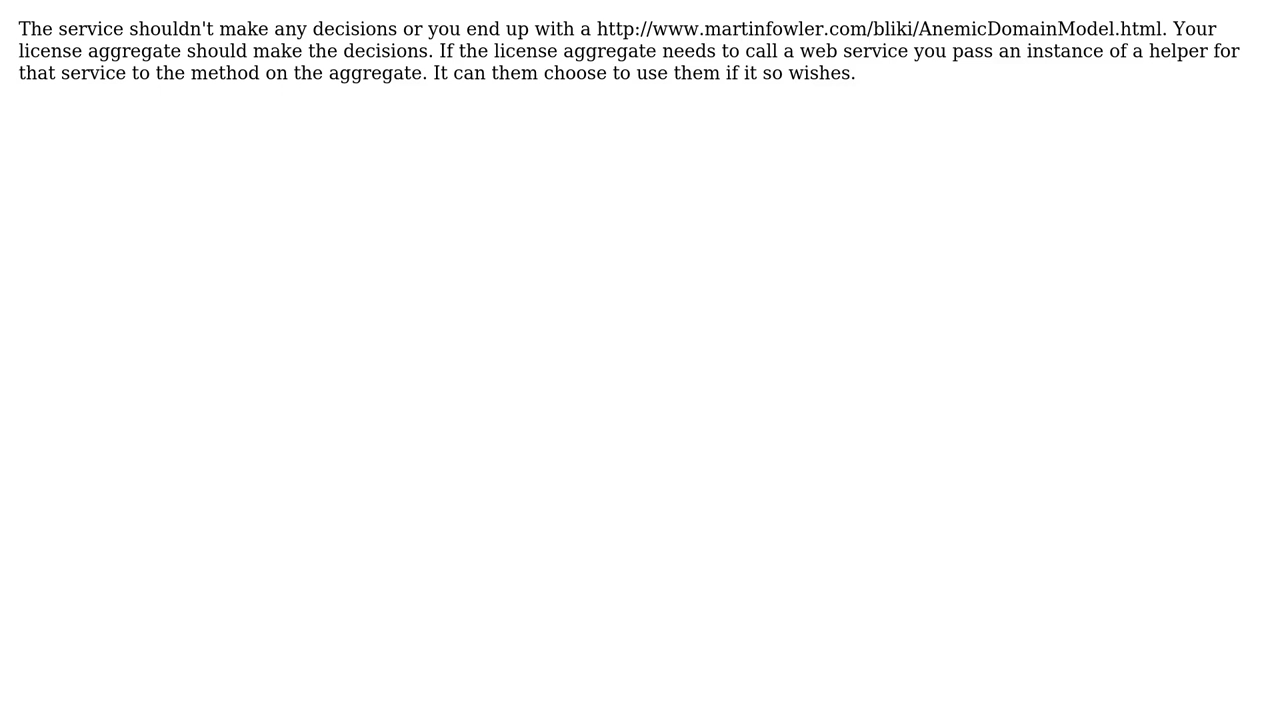 The service shouldn't make any decisions or you end up with a http://www.martinfowler.com/bliki/AnemicDomainModel.html. Your
license aggregate should make the decisions. If the license aggregate needs to call a web service you pass an instance of a helper for
that service to the method on the aggregate. It can them choose to use them if it so wishes.